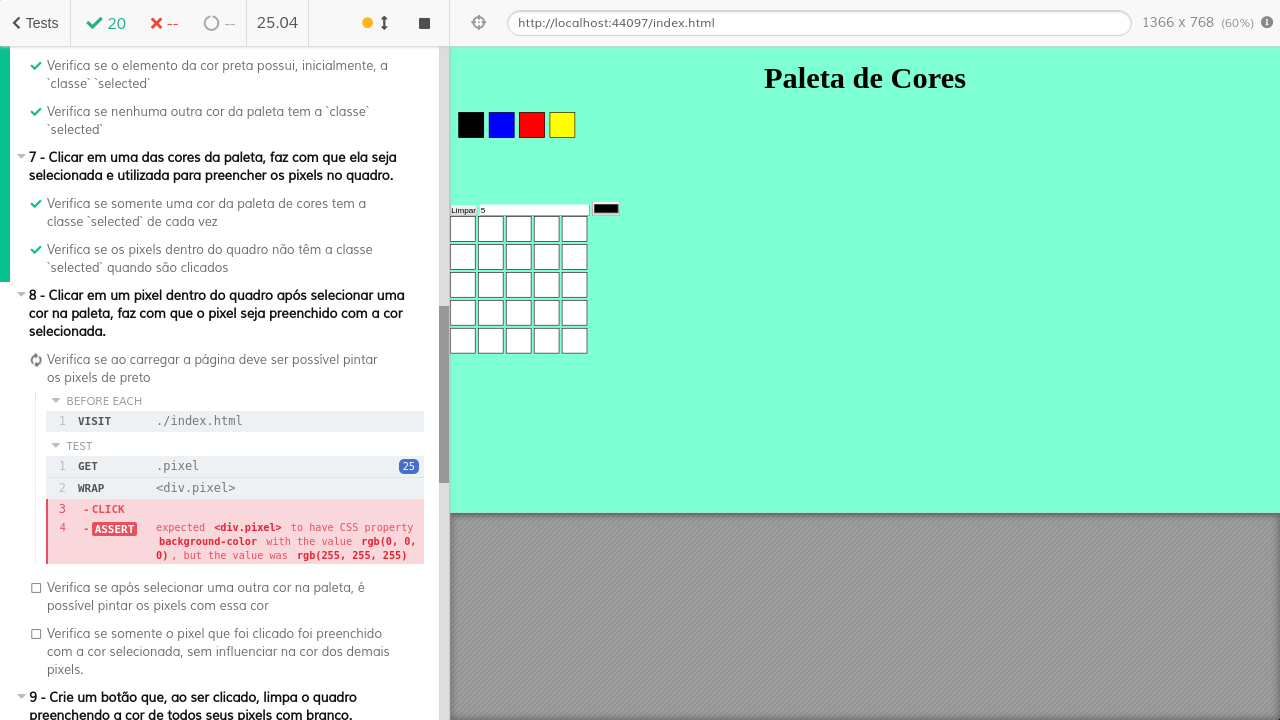 Tests
20
--
--
25.04
http://localhost:44097/index.html
1366 x 768 (60%)
Verifica se o elemento da cor preta possui, inicialmente, a
`classe` `selected`
Verifica se nenhuma outra cor da paleta tem a `classe`
`selected`
7 - Clicar em uma das cores da paleta, faz com que ela seja
selecionada e utilizada para preencher os pixels no quadro.
Verifica se somente uma cor da paleta de cores tem a
classe `selected` de cada vez
Verifica se os pixels dentro do quadro não têm a classe
`selected` quando são clicados
8 - Clicar em um pixel dentro do quadro após selecionar uma
cor na paleta, faz com que o pixel seja preenchido com a cor
selecionada.
Verifica se ao carregar a página deve ser possível pintar
os pixels de preto
BEFORE EACH
1 VISIT ./index.html
TEST
1 GET .pixel 25
2 WRAP <div.pixel>
3 - CLICK
4 - ASSERT expected <div.pixel> to have CSS property
background-color with the value rgb(0, 0,
0), but the value was rgb(255, 255, 255)
Verifica se após selecionar uma outra cor na paleta, é
possível pintar os pixels com essa cor
Verifica se somente o pixel que foi clicado foi preenchido
com a cor selecionada, sem influenciar na cor dos demais
pixels.
9 - Crie um botão que, ao ser clicado, limpa o quadro
preenchendo a cor de todos seus pixels com branco.
Paleta de Cores
Limpar 5